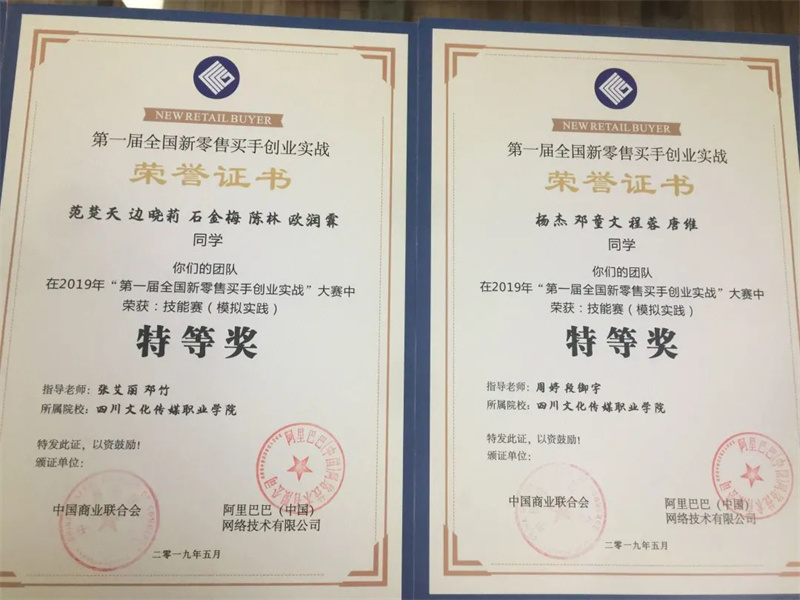 NEW RETAIL BUYER
第一届全国新零售买手创业实战
荣誉证书
范楚天 边晓莉 石金梅 陈林 欧润霖
同学
你们的团队
在2019年“第一届全国新零售买手创业实战”大赛中
荣获：技能赛（模拟实践）
特等奖
指导老师：张艾丽 邓竹
所属院校：四川文化传媒职业学院
特发此证，以资鼓励！
颁证单位：
中国商业联合会
阿里巴巴（中国）
网络技术有限公司
二零一九年五月
NEW RETAIL BUYER
第一届全国新零售买手创业实战
荣誉证书
杨杰 邓童文 程蓉 唐维
同学
你们的团队
在2019年“第一届全国新零售买手创业实战”大赛中
荣获：技能赛（模拟实践）
特等奖
指导老师：周婷 段御宇
所属院校：四川文化传媒职业学院
特发此证，以资鼓励！
颁证单位：
中国商业联合会
阿里巴巴（中国）
网络技术有限公司
二零一九年五月